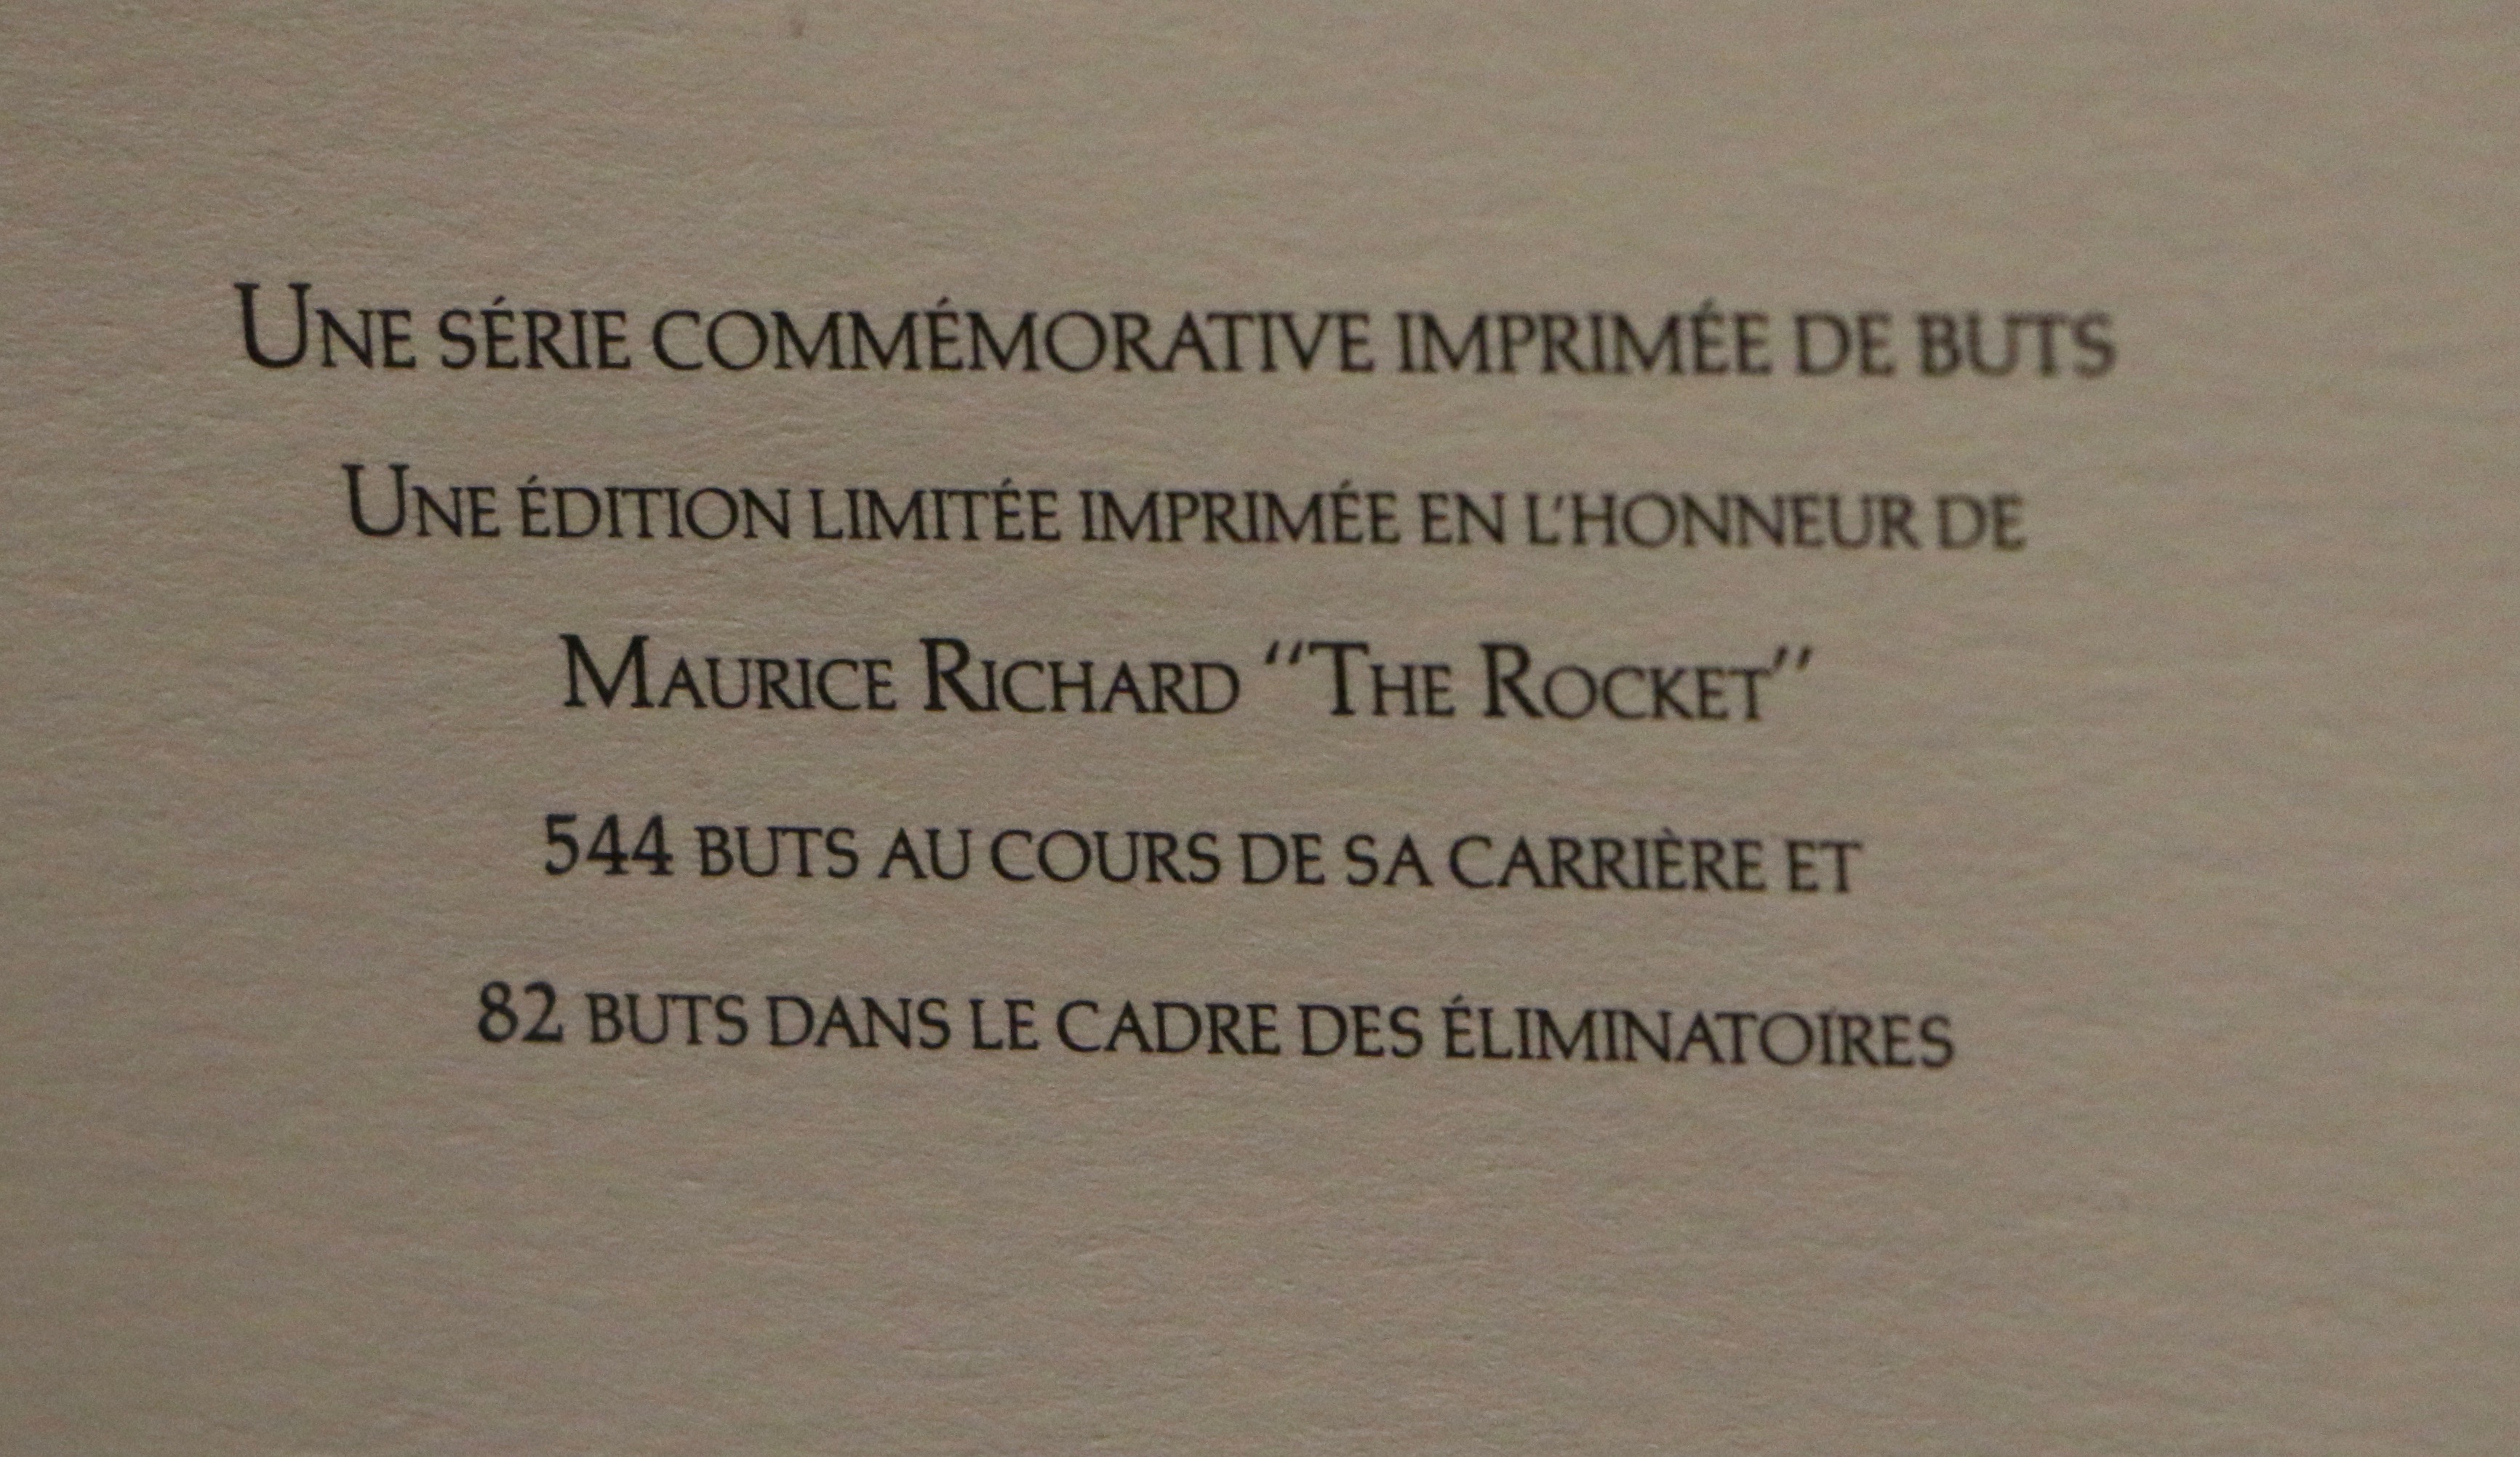 Une série commémorative imprimée de buts
Une édition limitée imprimée en l'honneur de
Maurice Richard "The Rocket"
544 buts au cours de sa carrière et
82 buts dans le cadre des éliminatoires